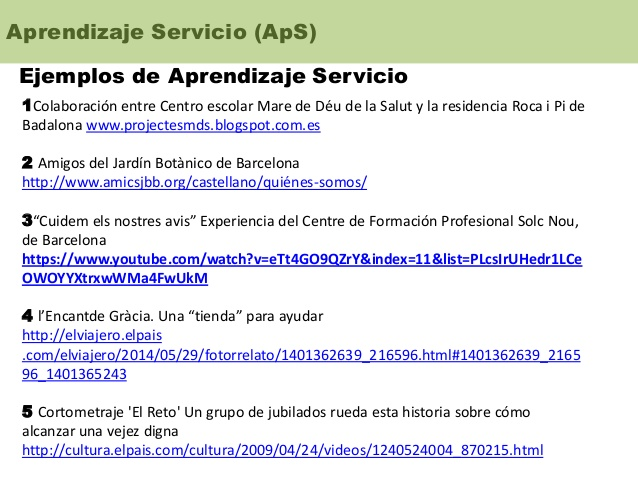 Aprendizaje Servicio (ApS)
Ejemplos de Aprendizaje Servicio
1Colaboración entre Centro escolar Mare de Déu de la Salut y la residencia Roca i Pi de
Badalona www.projectesmds.blogspot.com.es
2 Amigos del Jardín Botànico de Barcelona
http://www.amicsjbb.org/castellano/quiénes-somos/
3“Cuidem els nostres avis” Experiencia del Centre de Formación Profesional Solc Nou,
de Barcelona
https://www.youtube.com/watch?v=eTt4GO9QZrY&index=11&list=PLcsIrUHedr1LCe
OWOYYXtrxwWMa4FwUkM
4 l’Encantde Gràcia. Una “tienda” para ayudar
http://elviajero.elpais
.com/elviajero/2014/05/29/fotorrelato/1401362639_216596.html#1401362639_2165
96_1401365243
5 Cortometraje 'El Reto' Un grupo de jubilados rueda esta historia sobre cómo
alcanzar una vejez digna
http://cultura.elpais.com/cultura/2009/04/24/videos/1240524004_870215.html